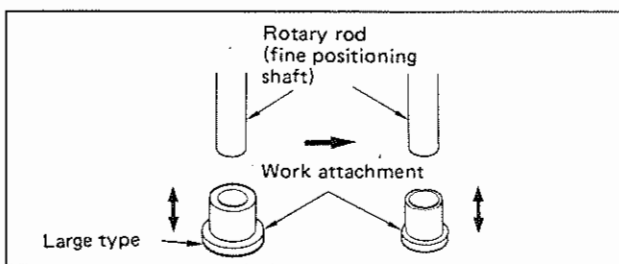 Rotary rod
(fine positioning
shaft)
Work attachment
Large type